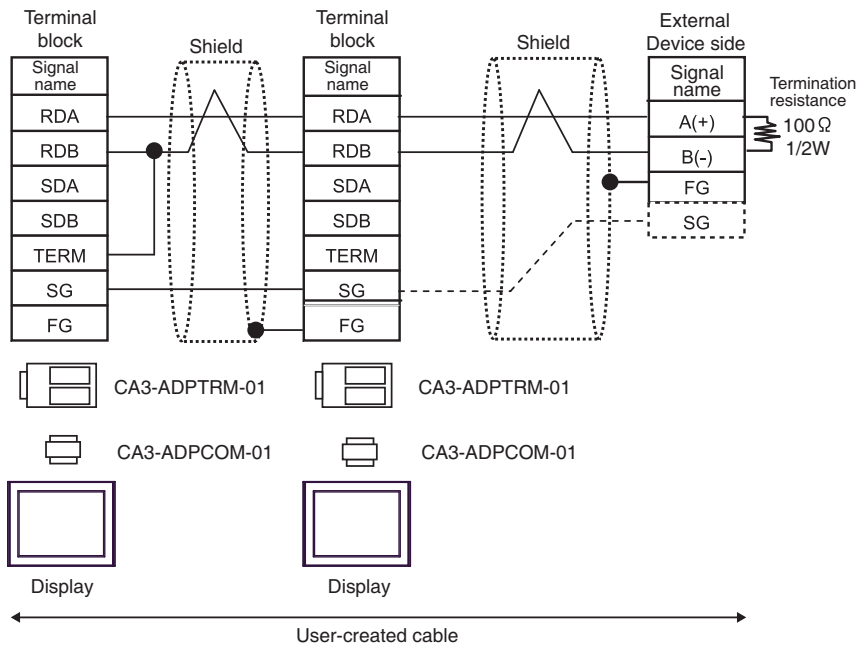 Terminal
block
Shield
Terminal
block
Shield
External
Device side
Signal
name
RDA
RDB
SDA
SDB
TERM
SG
FG
Signal
name
RDA
RDB
SDA
SDB
TERM
SG
FG
Signal
name
A(+)
B(-)
FG
SG
Termination
resistance
100Ω
1/2W
CA3-ADPTRM-01
CA3-ADPTRM-01
CA3-ADPCOM-01
CA3-ADPCOM-01
Display
Display
User-created cable